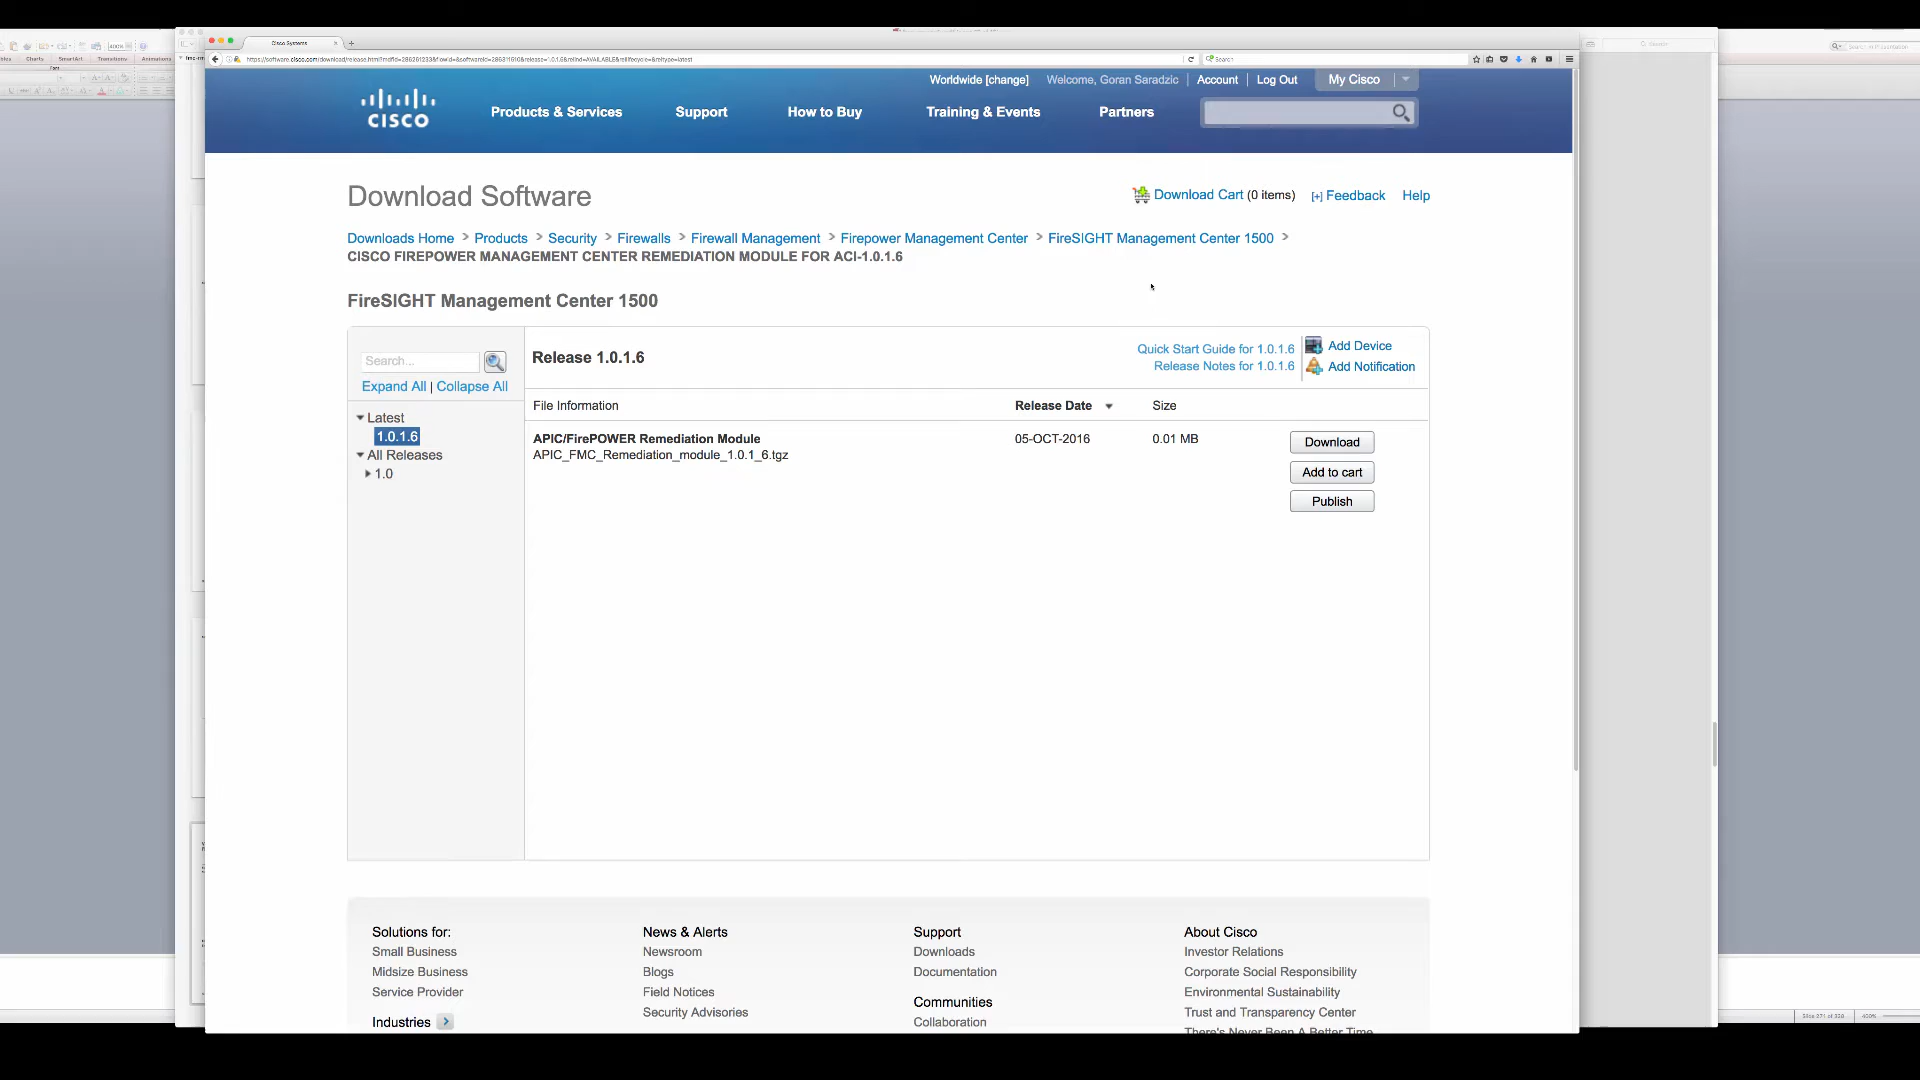 Cisco Systems
Search
Worldwide [change]
Welcome, Goran Saradzic
Account
Log Out
My Cisco
CISCO
Products & Services
Support
How to Buy
Training & Events
Partners
Download Software
Download Cart (0 items)
[+] Feedback
Help
Downloads Home > Products > Security > Firewalls > Firewall Management > Firepower Management Center > FireSIGHT Management Center 1500 >
CISCO FIREPOWER MANAGEMENT CENTER REMEDIATION MODULE FOR ACI-1.0.1.6
FireSIGHT Management Center 1500
Search...
Expand All | Collapse All
Latest
1.0.1.6
All Releases
1.0
Release 1.0.1.6
Quick Start Guide for 1.0.1.6
Release Notes for 1.0.1.6
Add Device
Add Notification
File Information
Release Date
Size
APIC/FirePOWER Remediation Module
APIC_FMC_Remediation_module_1.0.1_6.tgz
05-OCT-2016
0.01 MB
Download
Add to cart
Publish
Solutions for:
Small Business
Midsize Business
Service Provider
Industries
News & Alerts
Newsroom
Blogs
Field Notices
Security Advisories
Support
Downloads
Documentation
Communities
Collaboration
About Cisco
Investor Relations
Corporate Social Responsibility
Environmental Sustainability
Trust and Transparency Center
There's Never Been A Better Time